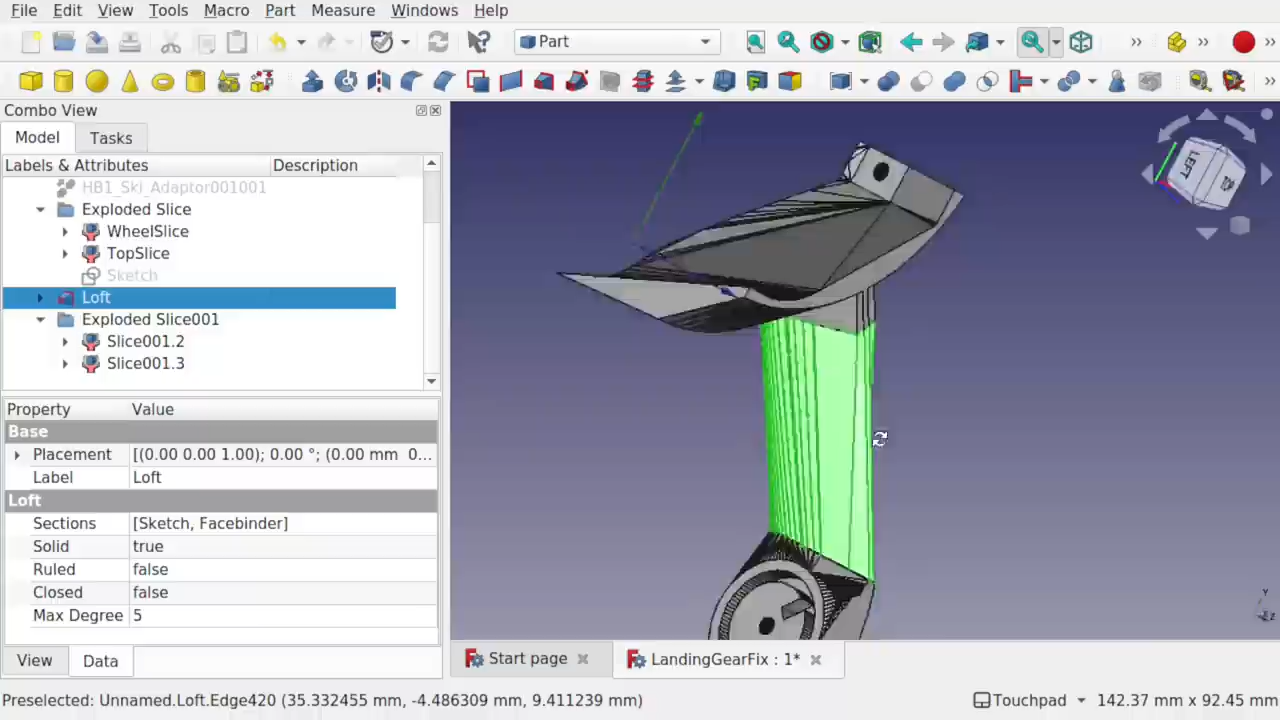 File Edit View Tools Macro Part Measure Windows Help
Part
Combo View
Model Tasks
Labels & Attributes Description
HB1_Ski_Adaptor001001
Exploded Slice
WheelSlice
TopSlice
Sketch
Loft
Exploded Slice001
Slice001.2
Slice001.3
Property Value
Base
Placement [(0.00 0.00 1.00); 0.00 °; (0.00 mm 0...
Label Loft
Loft
Sections [Sketch, Facebinder]
Solid true
Ruled false
Closed false
Max Degree 5
View Data
LEFT
Start page LandingGearFix : 1*
Preselected: Unnamed.Loft.Edge420 (35.332455 mm, -4.486309 mm, 9.411239 mm) Touchpad 142.37 mm x 92.45 mm